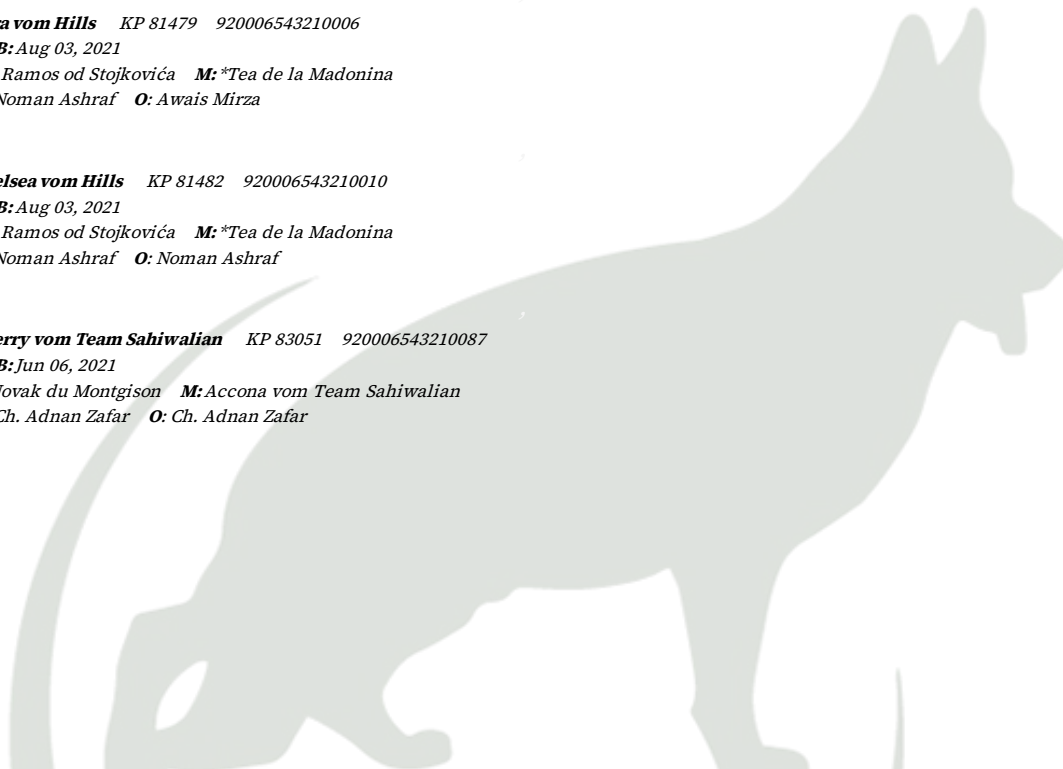 ra vom Hills KP 81479 920006543210006
B: Aug 03, 2021
Ramos od Stojkovića M: *Tea de la Madonina
Noman Ashraf O: Awais Mirza
elsea vom Hills KP 81482 920006543210010
B: Aug 03, 2021
Ramos od Stojkovića M: *Tea de la Madonina
Noman Ashraf O: Noman Ashraf
erry vom Team Sahiwalian KP 83051 920006543210087
B: Jun 06, 2021
Novak du Montgison M: Accona vom Team Sahiwalian
Ch. Adnan Zafar O: Ch. Adnan Zafar